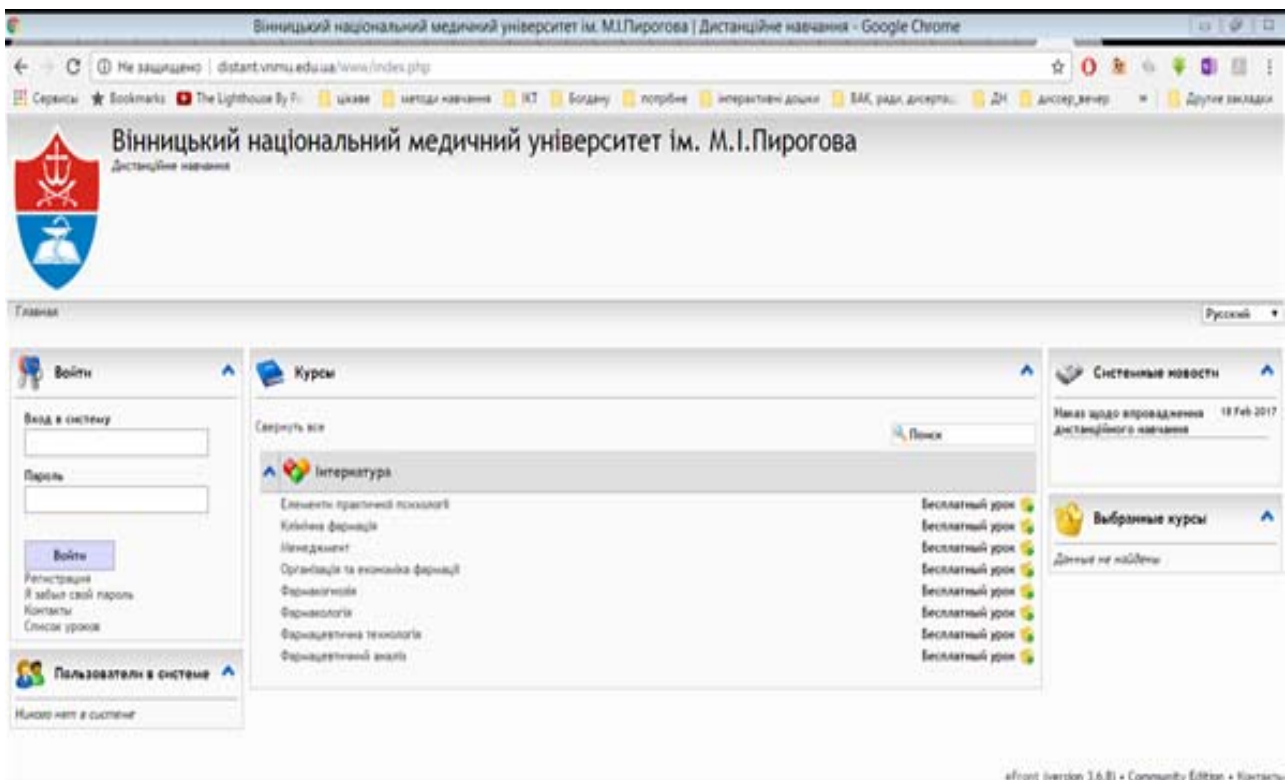 Вінницький національний медичний університет ім. М.І.Пирогова | Дистанційне навчання - Google Chrome
Не защищено | distant.vnmu.edu.ua/www/index.php
Сервисы Bookmarks The Lighthouse By P цікаве методи навчання ІКТ Богдану потрібне інтерактивні дошки ВАК, ради, дисерта... ДН диссер_вечер » Другие закладки
Вінницький національний медичний університет ім. М.І.Пирогова
Дистанційне навчання
Главная
Русский
Войти
Вход в систему
Пароль
Войти
Регистрация
Я забыл свой пароль
Контакты
Список уроков
Пользователи в системе
Никого нет в системе
Курсы
Свернуть все
Поиск
Інтернатура
Елементи практичної психології Бесплатный урок
Клінічна фармація Бесплатный урок
Менеджмент Бесплатный урок
Організація та економіка фармації Бесплатный урок
Фармакогнозія Бесплатный урок
Фармакологія Бесплатный урок
Фармацевтична технологія Бесплатный урок
Фармацевтичний аналіз Бесплатный урок
Системные новости
Наказ щодо впровадження 18 Feb 2017
дистанційного навчання
Выбранные курсы
Данные не найдены
eFront (version 3.6.8) • Community Edition • Контакты